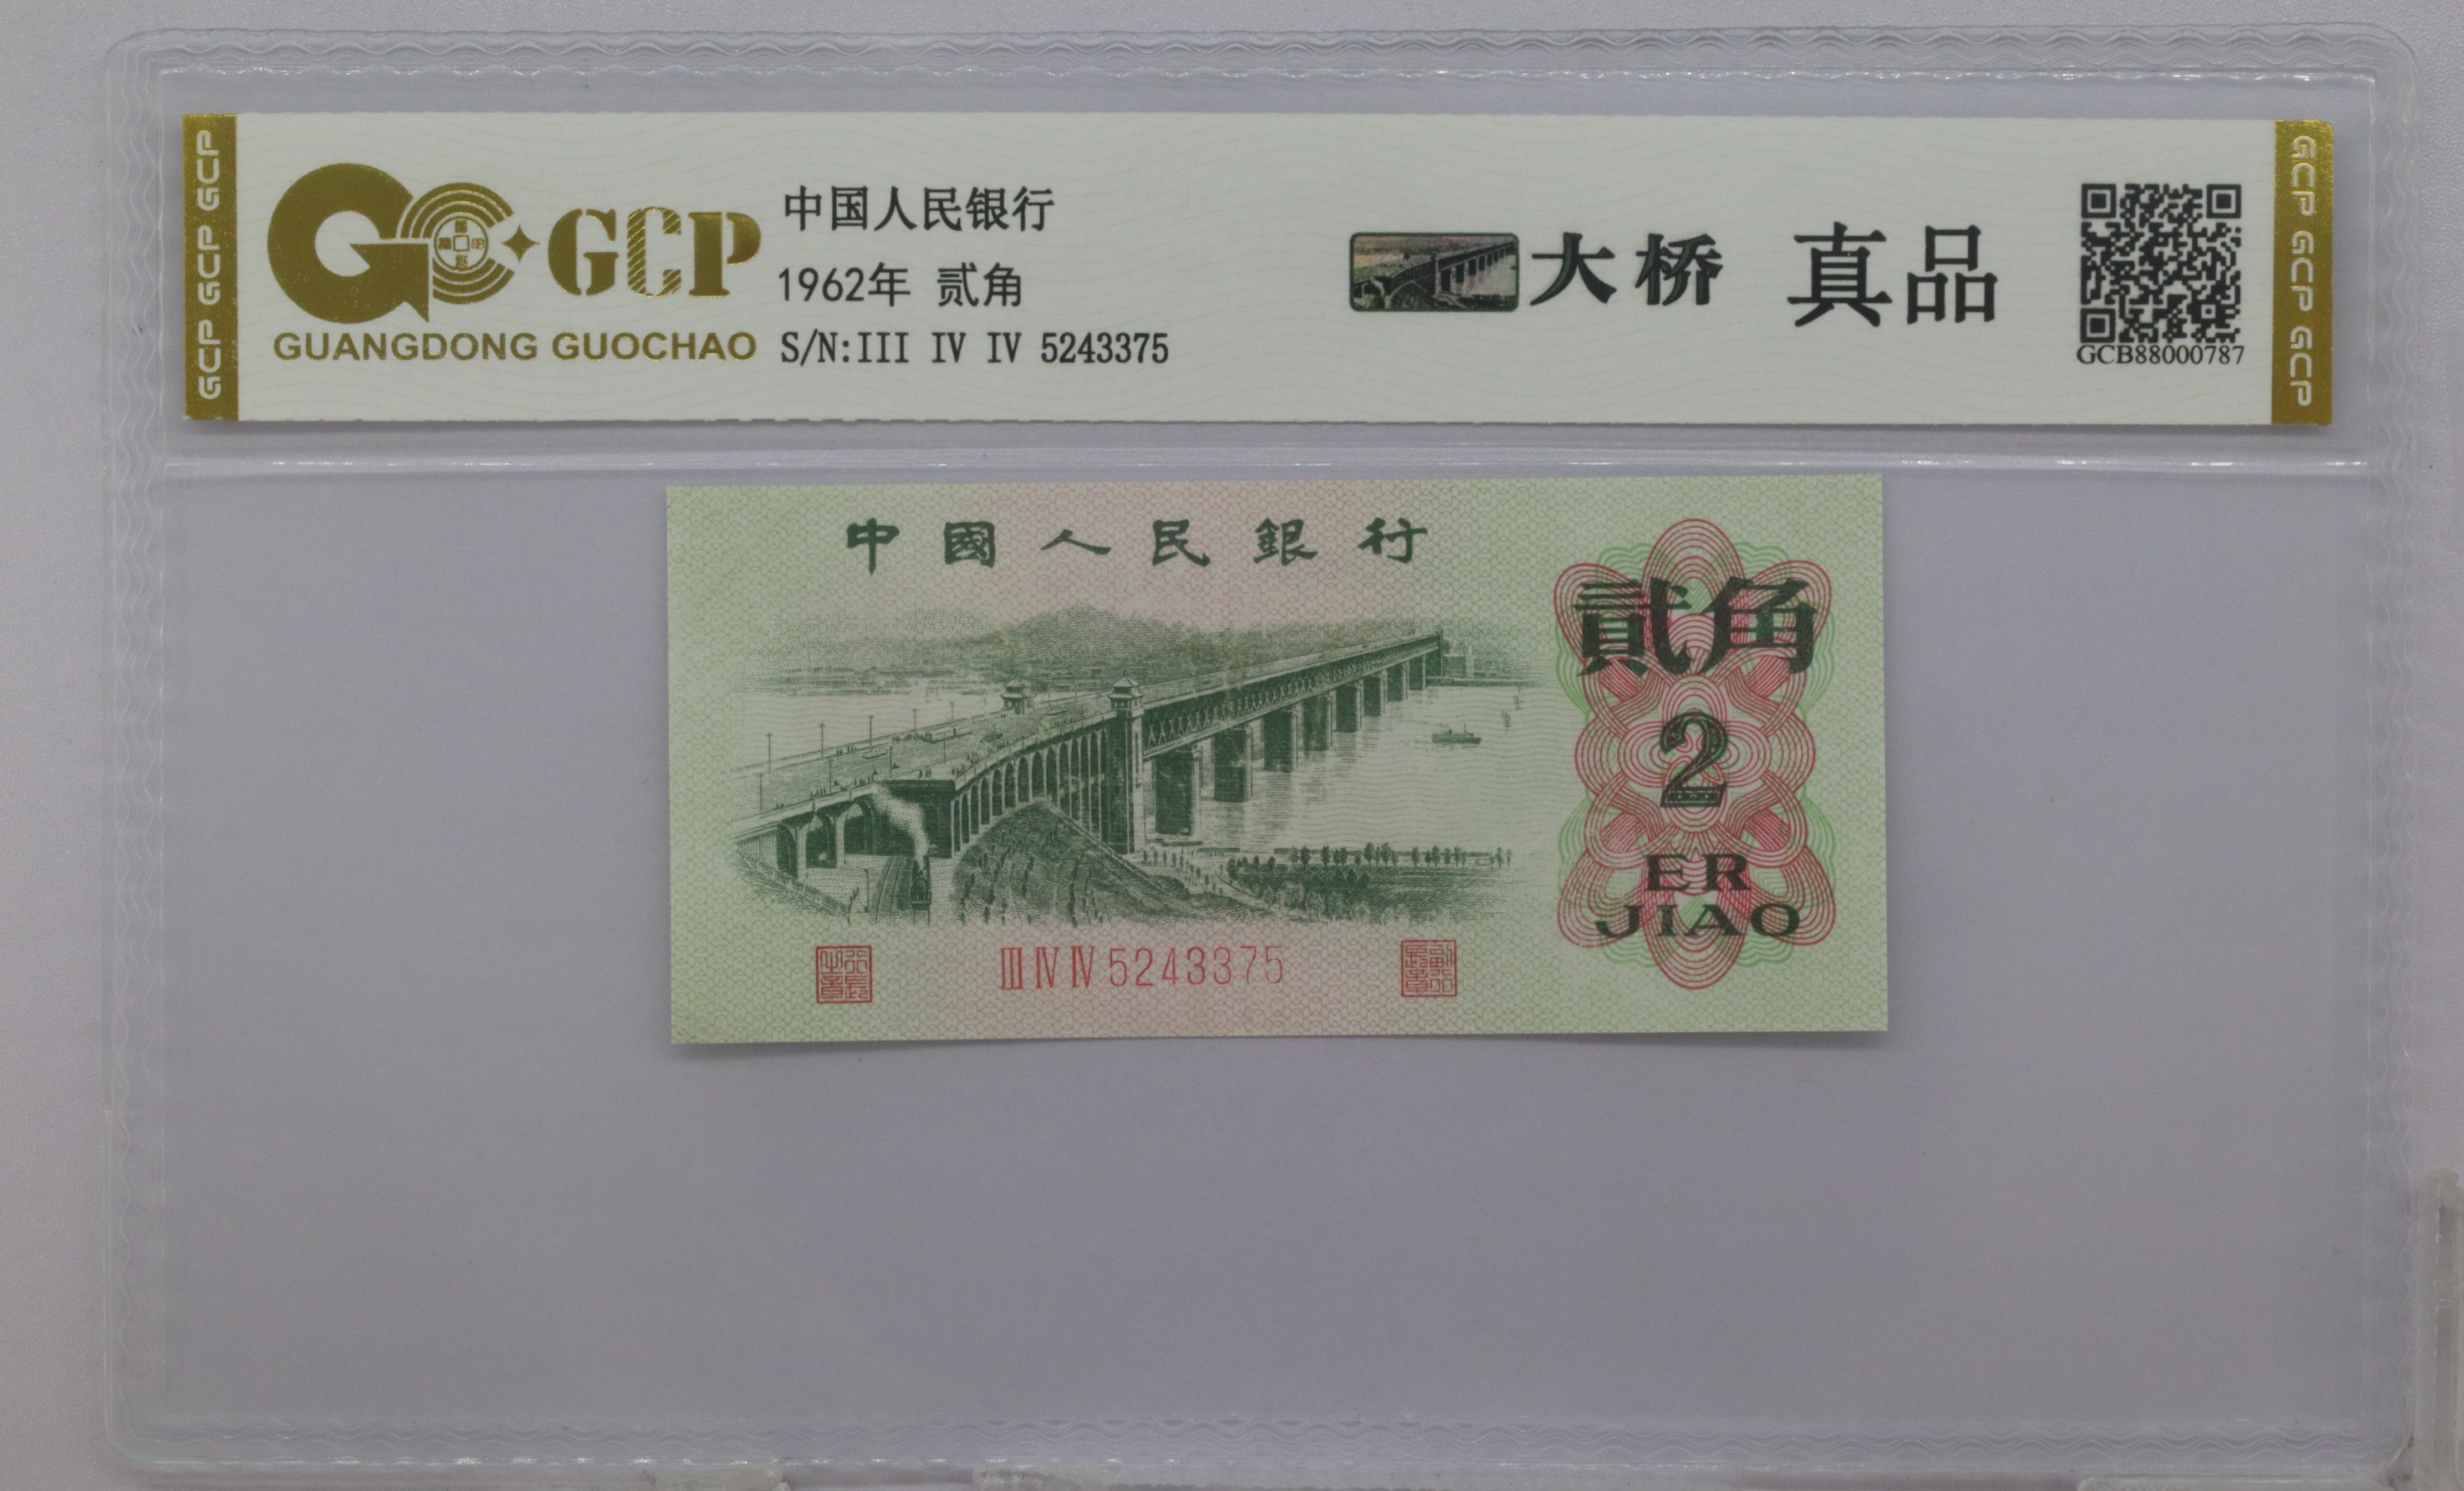 GCP GCP GCP
GCP
GUANGDONG GUOCHAO
中国人民银行
1962年 贰角
S/N:III IV IV 5243375
大桥 真品
GCB88000787
GCP GCP GCP
中國人民銀行
貳角
2
ER
JIAO
III IV IV 5243375